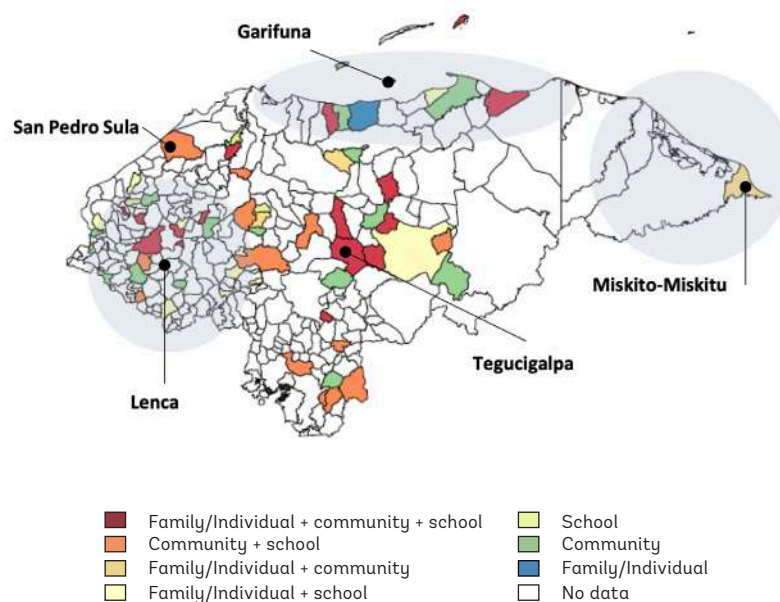 Garifuna
San Pedro Sula
Miskito-Miskitu
Tegucigalpa
Lenca
Family/Individual + community + school
Community + school
Family/Individual + community
Family/Individual + school
School
Community
Family/Individual
No data